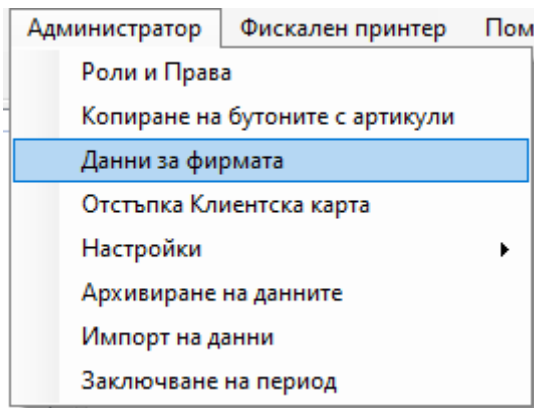 Администратор Фискален принтер Пом
Роли и Права
Копиране на бутоните с артикули
Данни за фирмата
Отстъпка Клиентска карта
Настройки
Архивиране на данните
Импорт на данни
Заключване на период